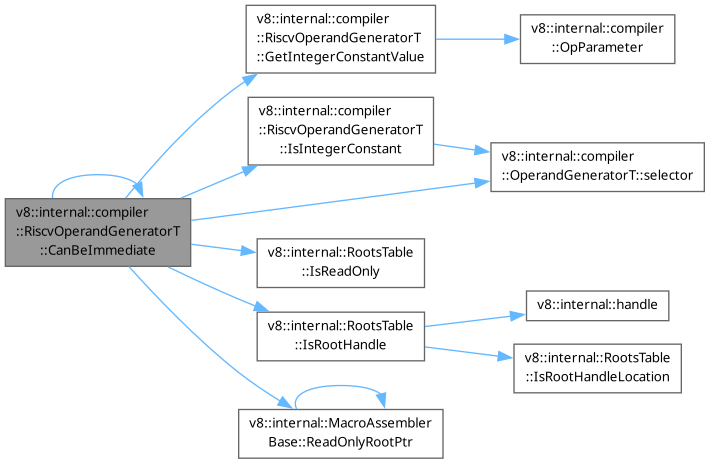 v8::internal::compiler
::RiscvOperandGeneratorT
::CanBeImmediate
v8::internal::compiler
::RiscvOperandGeneratorT
::GetIntegerConstantValue
v8::internal::compiler
::OpParameter
v8::internal::compiler
::RiscvOperandGeneratorT
::IsIntegerConstant
v8::internal::compiler
::OperandGeneratorT::selector
v8::internal::RootsTable
::IsReadOnly
v8::internal::RootsTable
::IsRootHandle
v8::internal::handle
v8::internal::RootsTable
::IsRootHandleLocation
v8::internal::MacroAssembler
Base::ReadOnlyRootPtr